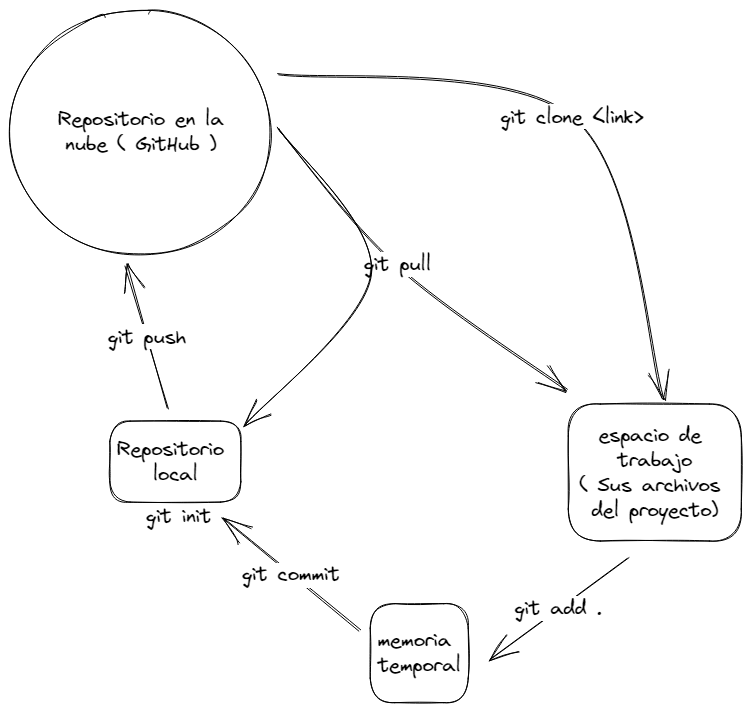 Repositorio en la
nube ( GitHub )
git clone <link>
git pull
git push
Repositorio
local
git init
espacio de
trabajo
( Sus archivos
del proyecto)
git commit
git add .
memoria
temporal